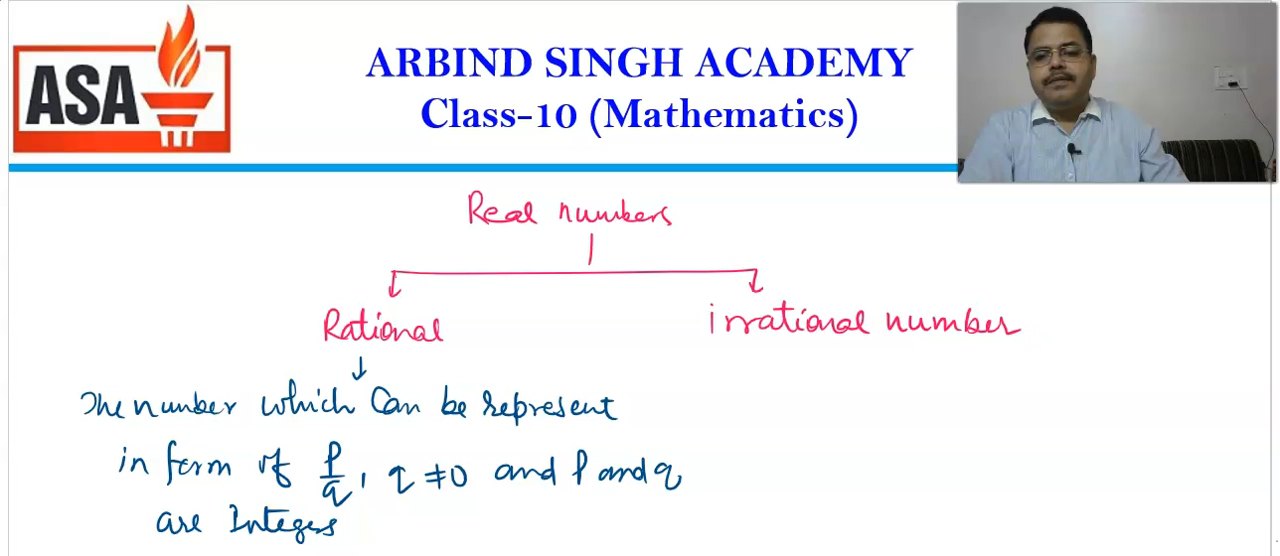 ASA
ARBIND SINGH ACADEMY
Class-10 (Mathematics)
Real numbers
Rational
irrational number
The number which Can be represent
in form of p/q, q ≠ 0 and p and q
are Integers